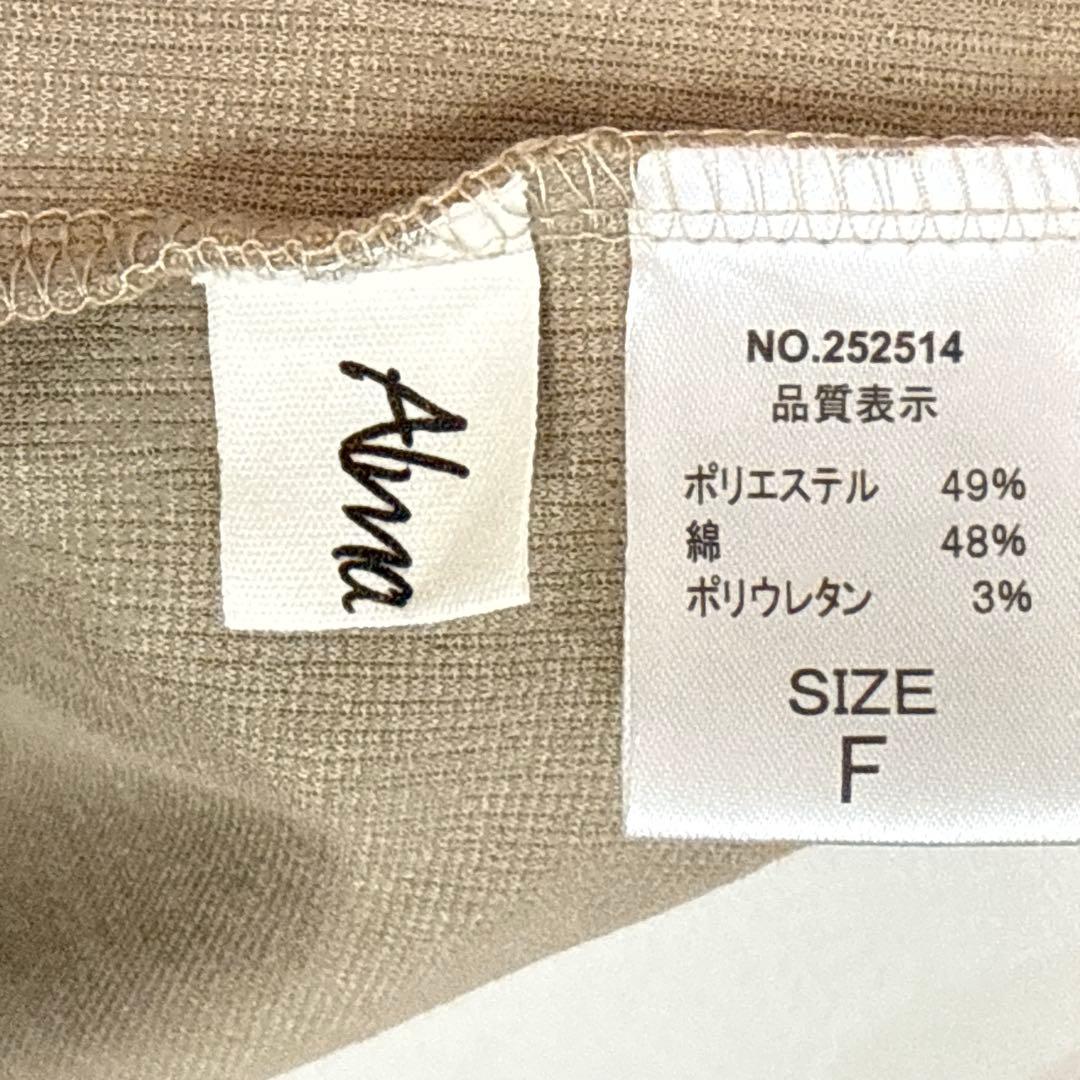 Ahna
NO.252514
品質表示
ポリエステル 49%
綿 48%
ポリウレタン 3%
SIZE
F